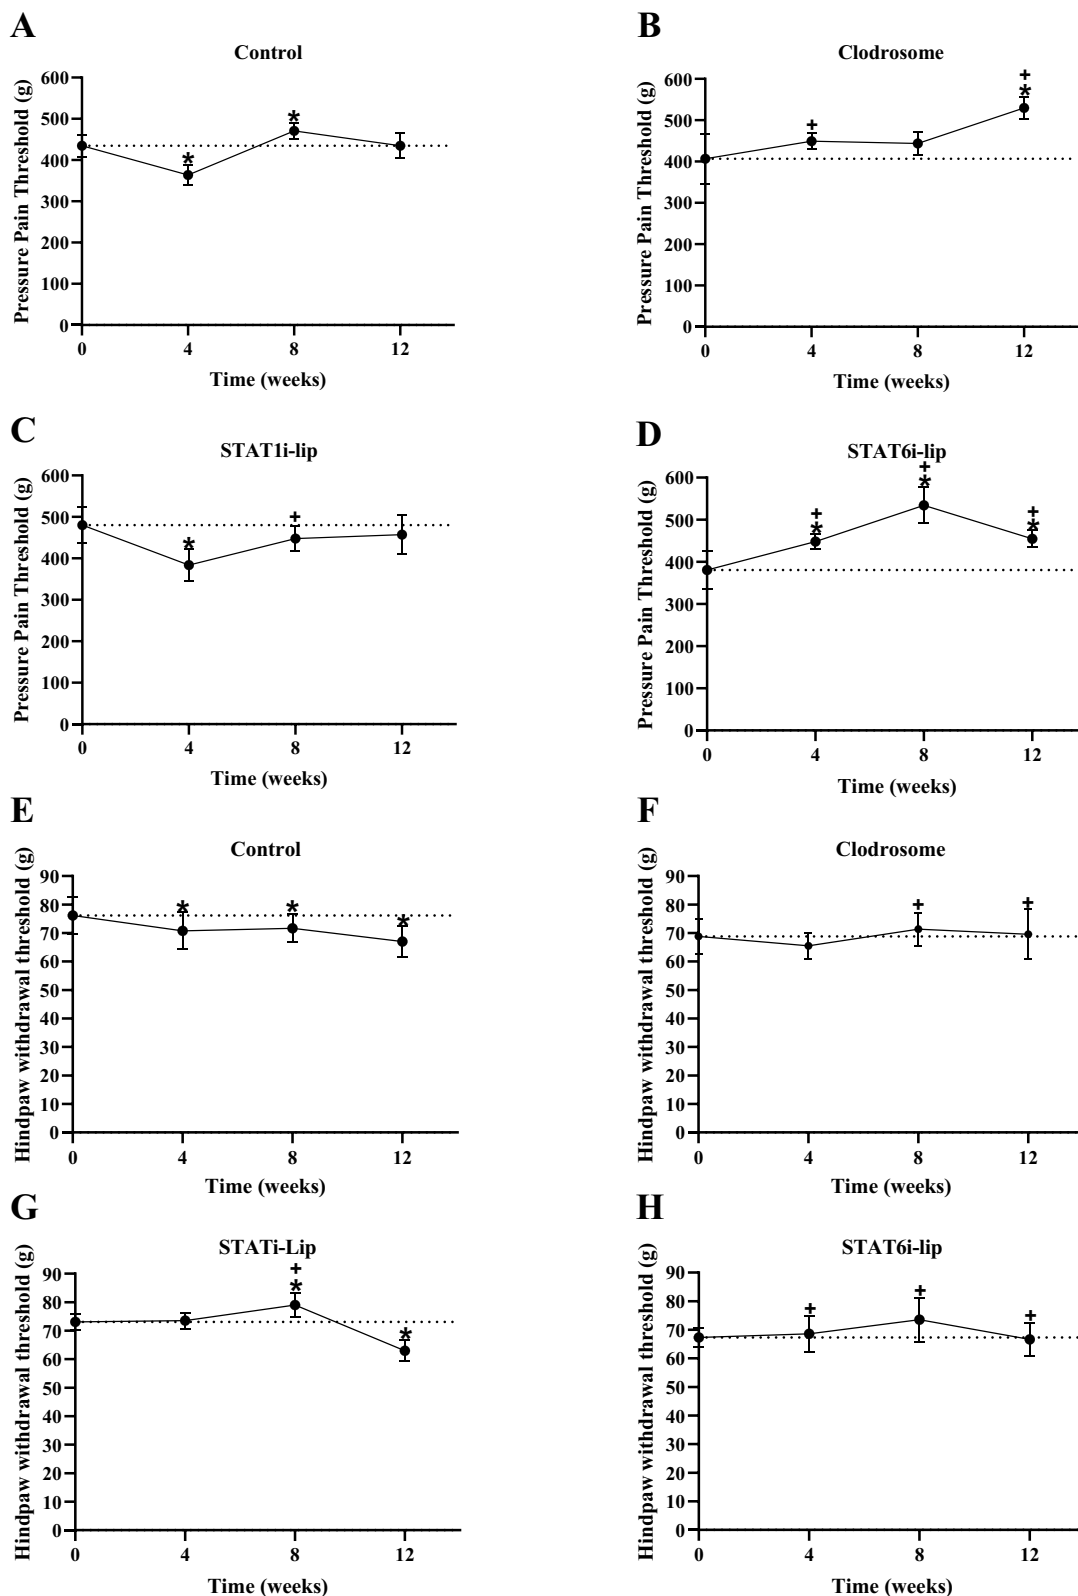 A
Control
Pressure Pain Threshold (g)
600
500
400
300
200
100
0
*
*
0 4 8 12
Time (weeks)
B
Clodrosome
Pressure Pain Threshold (g)
600
500
400
300
200
100
0
+
+
*
0 4 8 12
Time (weeks)
C
STAT1i-lip
Pressure Pain Threshold (g)
600
500
400
300
200
100
0
*
+
0 4 8 12
Time (weeks)
D
STAT6i-lip
Pressure Pain Threshold (g)
600
500
400
300
200
100
0
+
*
+
*
+
*
0 4 8 12
Time (weeks)
E
Control
Hindpaw withdrawal threshold (g)
90
80
70
60
50
40
30
20
10
0
*
*
*
0 4 8 12
Time (weeks)
F
Clodrosome
Hindpaw withdrawal threshold (g)
90
80
70
60
50
40
30
20
10
0
+
+
0 4 8 12
Time (weeks)
G
STATi-Lip
Hindpaw withdrawal threshold (g)
90
80
70
60
50
40
30
20
10
0
+
*
*
0 4 8 12
Time (weeks)
H
STAT6i-lip
Hindpaw withdrawal threshold (g)
90
80
70
60
50
40
30
20
10
0
+
+
+
0 4 8 12
Time (weeks)